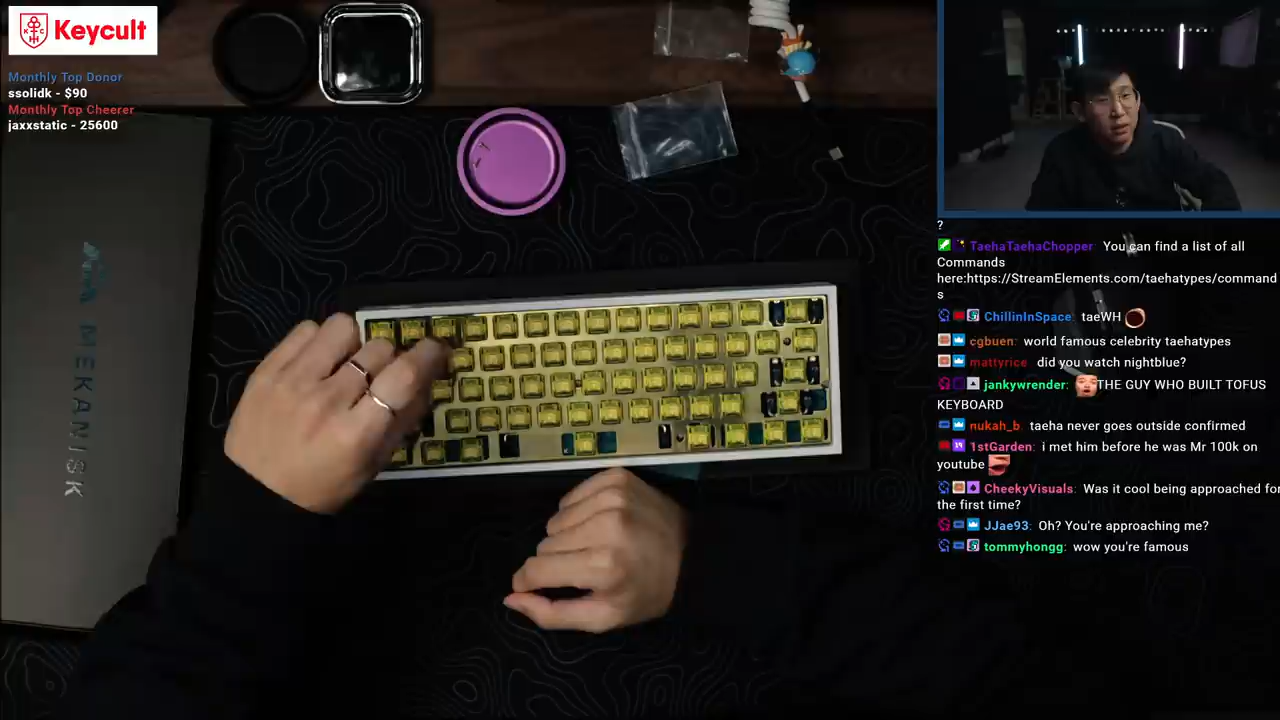 Keycult
Monthly Top Donor
ssolidk - $90
Monthly Top Cheerer
jaxxstatic - 25600
MEKANISK
?
TaehaTaehaChopper: You can find a list of all
Commands
here:https://StreamElements.com/taehatypes/command
s
ChillinInSpace: taeWH
cgbuen: world famous celebrity taehatypes
mattyrice: did you watch nightblue?
jankywrender: THE GUY WHO BUILT TOFUS
KEYBOARD
nukah_b: taeha never goes outside confirmed
1stGarden: i met him before he was Mr 100k on
youtube
CheekyVisuals: Was it cool being approached for
the first time?
JJae93: Oh? You're approaching me?
tommyhongg: wow you're famous